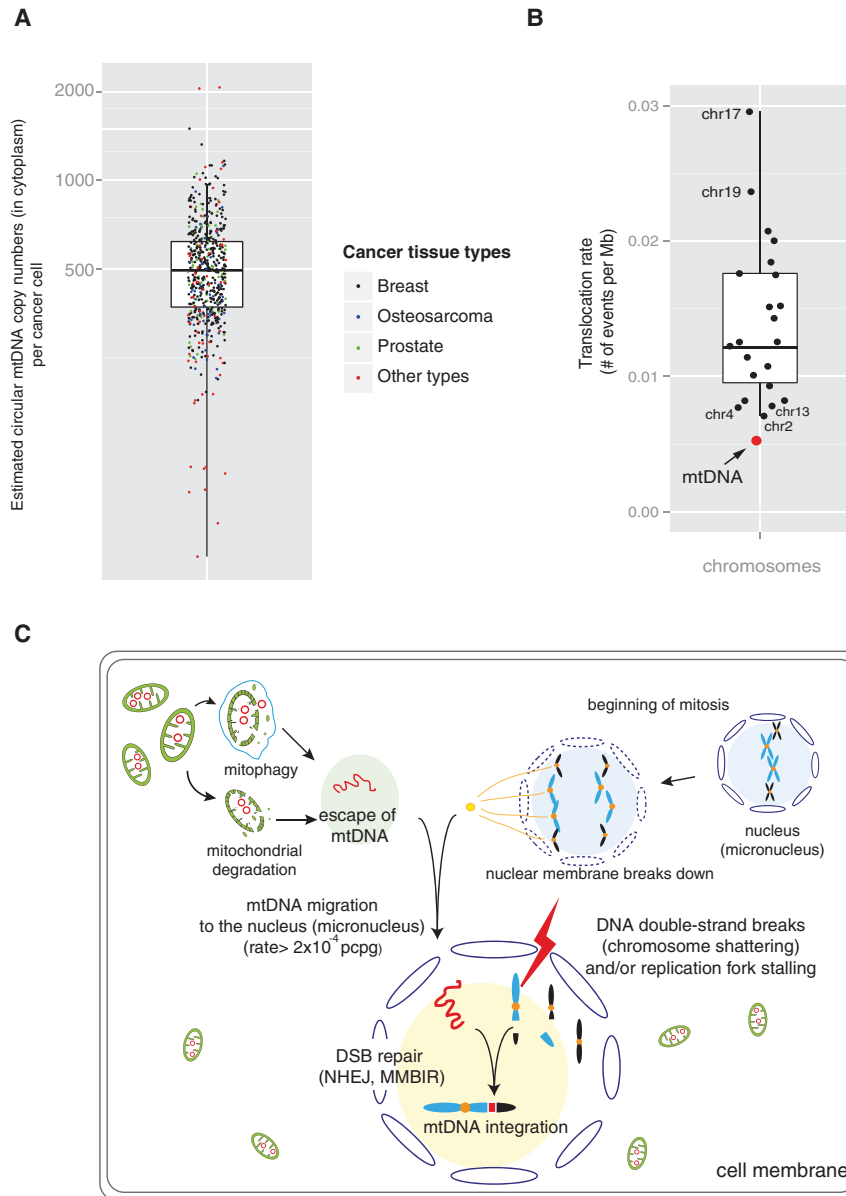 A
Estimated circular mtDNA copy numbers (in cytoplasm)
per cancer cell
2000
1000
500
Cancer tissue types
Breast
Osteosarcoma
Prostate
Other types
B
Translocation rate
(# of events per Mb)
0.03
0.02
0.01
0.00
chr17
chr19
chr4
chr13
chr2
mtDNA
chromosomes
C
mitophagy
mitochondrial
degradation
escape of
mtDNA
beginning of mitosis
nucleus
(micronucleus)
nuclear membrane breaks down
mtDNA migration
to the nucleus (micronucleus)
(rate> 2x10⁻⁴ pcpg)
DNA double-strand breaks
(chromosome shattering)
and/or replication fork stalling
DSB repair
(NHEJ, MMBIR)
mtDNA integration
cell membrane